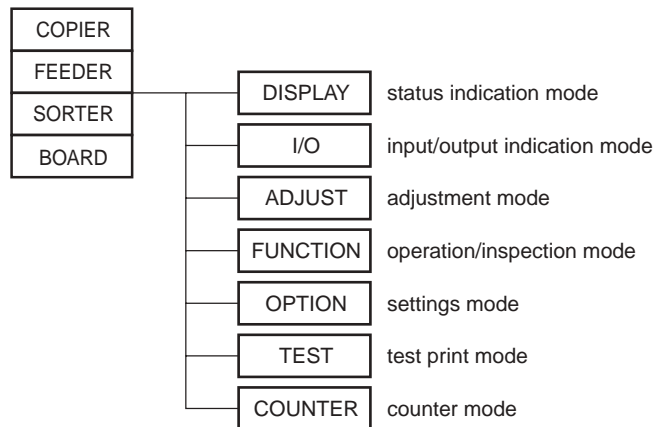 COPIER
FEEDER
SORTER
BOARD
DISPLAY status indication mode
I/O input/output indication mode
ADJUST adjustment mode
FUNCTION operation/inspection mode
OPTION settings mode
TEST test print mode
COUNTER counter mode